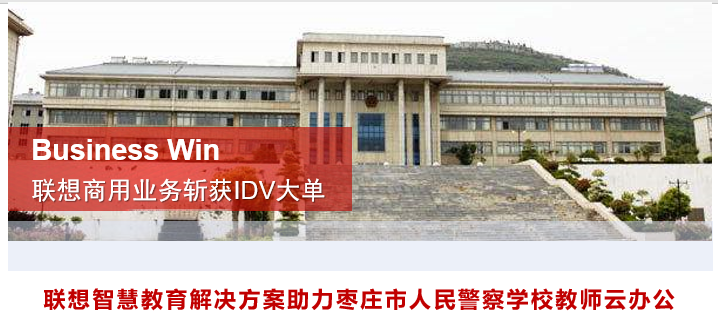 Business Win
联想商用业务斩获IDV大单
联想智慧教育解决方案助力枣庄市人民警察学校教师云办公